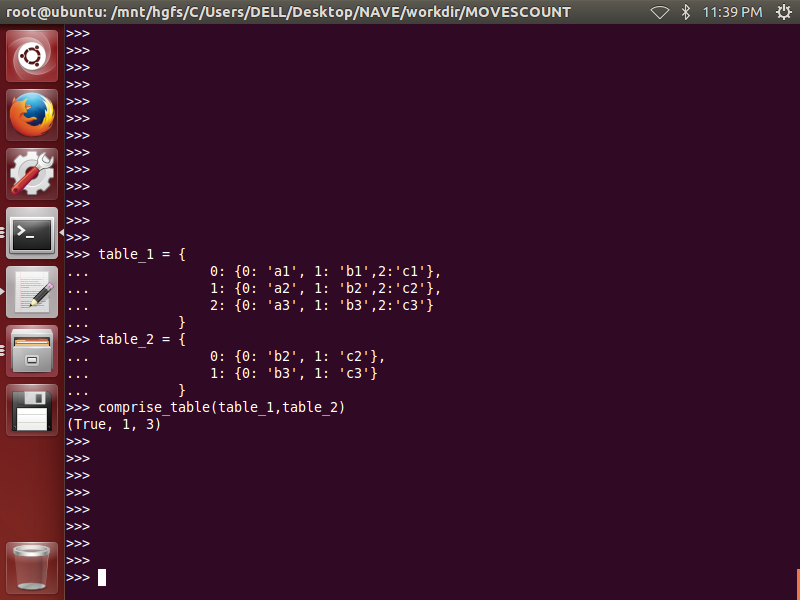 root@ubuntu: /mnt/hgfs/C/Users/DELL/Desktop/NAVE/workdir/MOVESCOUNT 11:39 PM
>>>
>>>
>>>
>>>
>>>
>>>
>>>
>>>
>>>
>>>
>>>
>>>
>>>
>>> table_1 = {
...               0: {0: 'a1', 1: 'b1',2:'c1'},
...               1: {0: 'a2', 1: 'b2',2:'c2'},
...               2: {0: 'a3', 1: 'b3',2:'c3'}
...           }
>>> table_2 = {
...               0: {0: 'b2', 1: 'c2'},
...               1: {0: 'b3', 1: 'c3'}
...           }
>>> comprise_table(table_1,table_2)
(True, 1, 3)
>>>
>>>
>>>
>>>
>>>
>>>
>>>
>>>
>>>